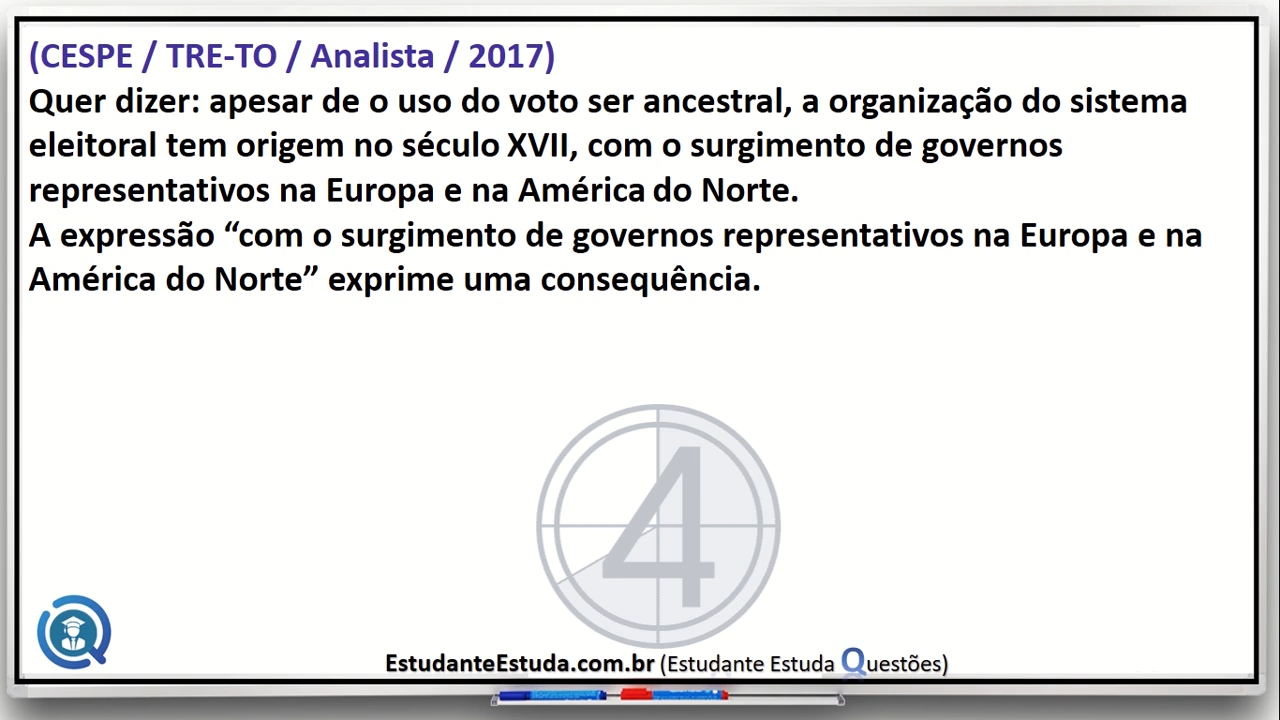 (CESPE / TRE-TO / Analista / 2017)
Quer dizer: apesar de o uso do voto ser ancestral, a organização do sistema
eleitoral tem origem no século XVII, com o surgimento de governos
representativos na Europa e na América do Norte.
A expressão “com o surgimento de governos representativos na Europa e na
América do Norte” exprime uma consequência.
4
EstudanteEstuda.com.br (Estudante Estuda Questões)